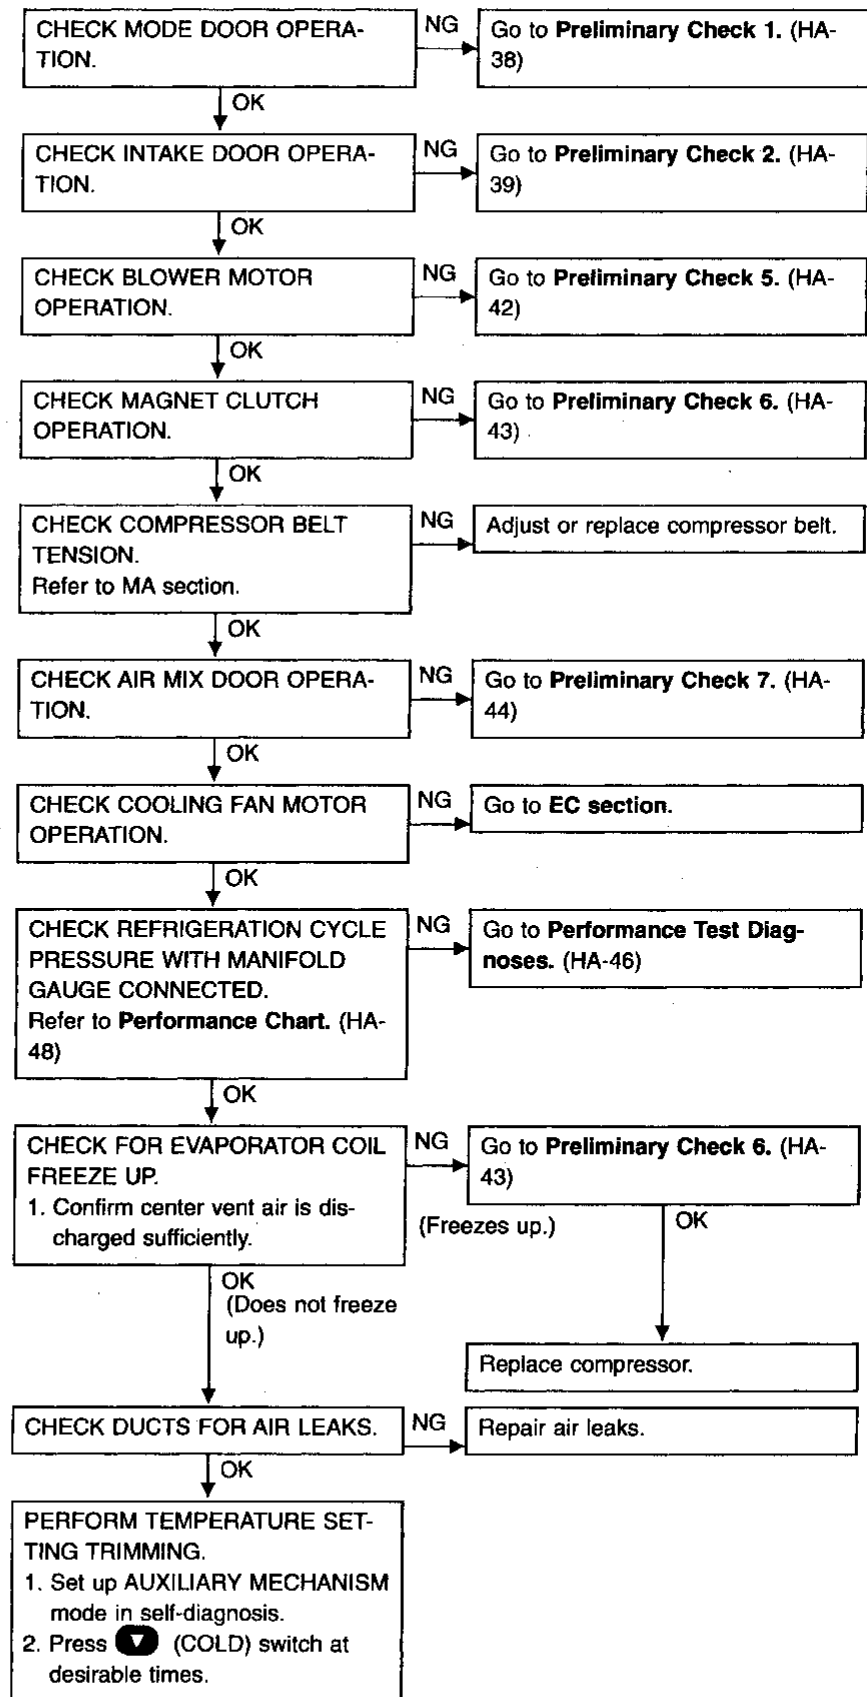 CHECK MODE DOOR OPERA-
TION.
NG
Go to Preliminary Check 1. (HA-
38)
OK
CHECK INTAKE DOOR OPERA-
TION.
NG
Go to Preliminary Check 2. (HA-
39)
OK
CHECK BLOWER MOTOR
OPERATION.
NG
Go to Preliminary Check 5. (HA-
42)
OK
CHECK MAGNET CLUTCH
OPERATION.
NG
Go to Preliminary Check 6. (HA-
43)
OK
CHECK COMPRESSOR BELT
TENSION.
Refer to MA section.
NG
Adjust or replace compressor belt.
OK
CHECK AIR MIX DOOR OPERA-
TION.
NG
Go to Preliminary Check 7. (HA-
44)
OK
CHECK COOLING FAN MOTOR
OPERATION.
NG
Go to EC section.
OK
CHECK REFRIGERATION CYCLE
PRESSURE WITH MANIFOLD
GAUGE CONNECTED.
Refer to Performance Chart. (HA-
48)
NG
Go to Performance Test Diag-
noses. (HA-46)
OK
CHECK FOR EVAPORATOR COIL
FREEZE UP.
1. Confirm center vent air is dis-
charged sufficiently.
NG
(Freezes up.)
Go to Preliminary Check 6. (HA-
43)
OK
Replace compressor.
OK
(Does not freeze
up.)
CHECK DUCTS FOR AIR LEAKS.
NG
Repair air leaks.
OK
PERFORM TEMPERATURE SET-
TING TRIMMING.
1. Set up AUXILIARY MECHANISM
mode in self-diagnosis.
2. Press (COLD) switch at
desirable times.